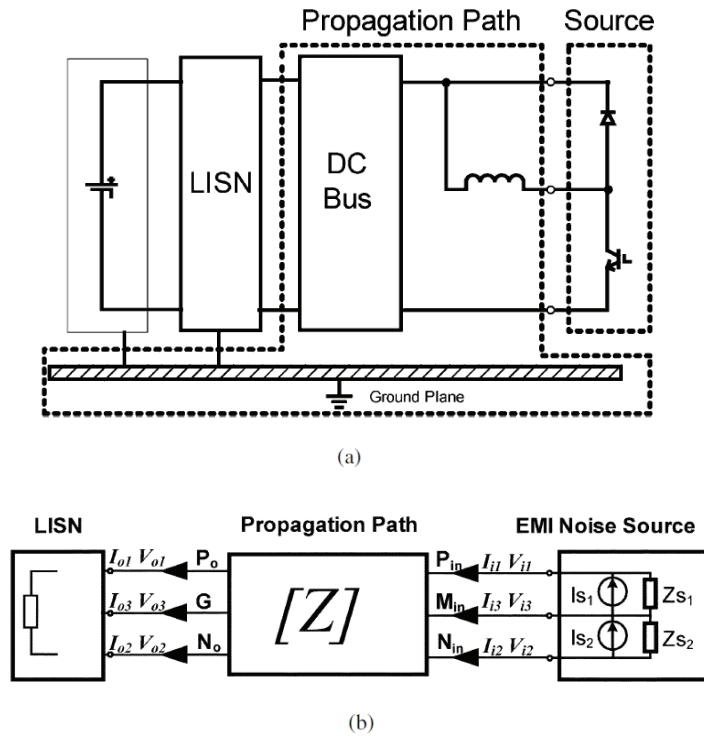 Propagation Path Source
LISN
DC
Bus
Ground Plane
(a)
LISN Propagation Path EMI Noise Source
Io1 Vo1 Po Pin Ii1 Vi1 Is1 Zs1
Io3 Vo3 G [Z] Min Ii3 Vi3
Io2 Vo2 No Nin Ii2 Vi2 Is2 Zs2
(b)